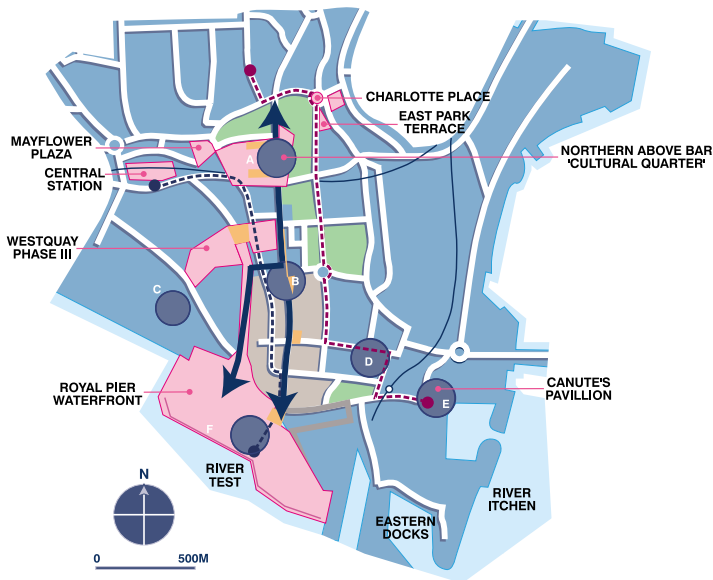 CHARLOTTE PLACE
EAST PARK
TERRACE
MAYFLOWER
PLAZA
A
NORTHERN ABOVE BAR
'CULTURAL QUARTER'
CENTRAL
STATION
WESTQUAY
PHASE III
B
C
D
ROYAL PIER
WATERFRONT
CANUTE'S
PAVILION
E
F
RIVER
TEST
N
RIVER
ITCHEN
EASTERN
DOCKS
0 500M